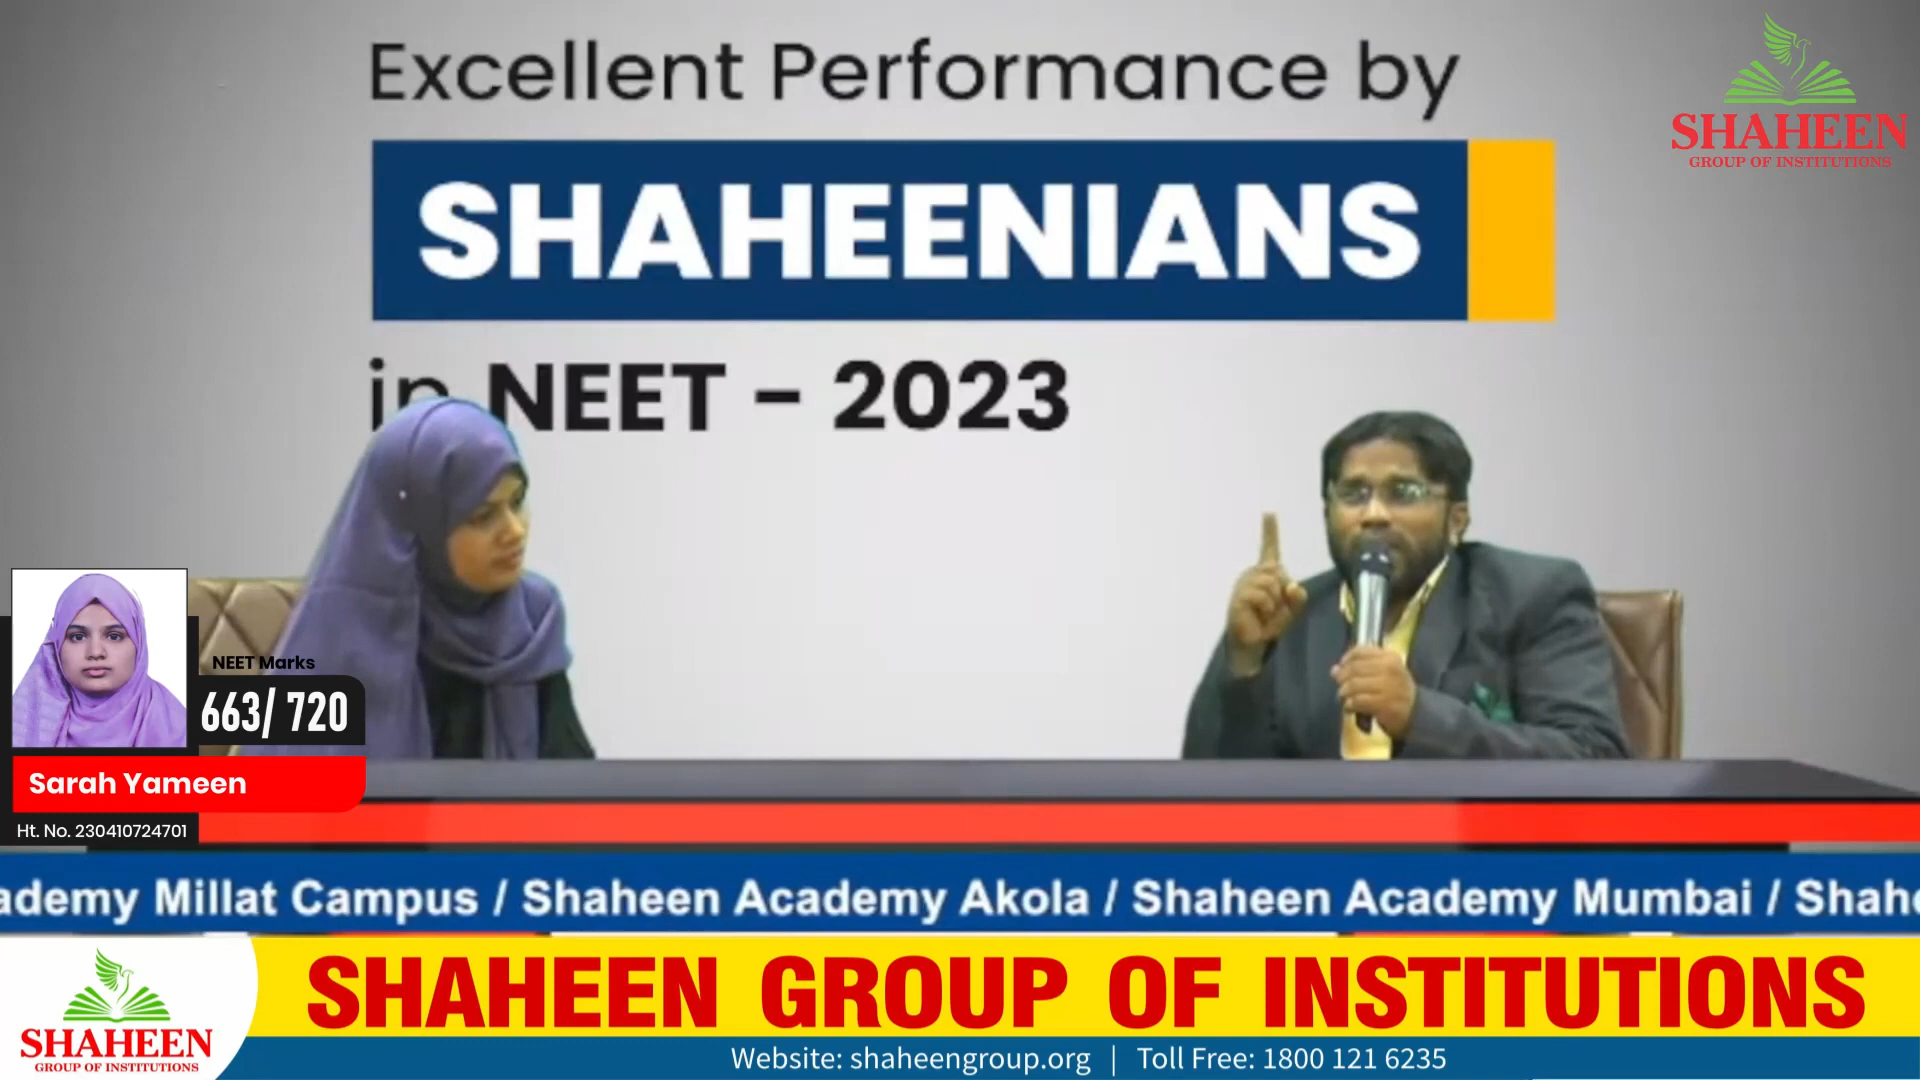 Excellent Performance by
SHAHEENIANS
in NEET - 2023
SHAHEEN
GROUP OF INSTITUTIONS
NEET Marks
663/ 720
Sarah Yameen
Ht. No. 230410724701
ademy Millat Campus / Shaheen Academy Akola / Shaheen Academy Mumbai / Shahe
SHAHEEN GROUP OF INSTITUTIONS
SHAHEEN
GROUP OF INSTITUTIONS
Website: shaheengroup.org | Toll Free: 1800 121 6235